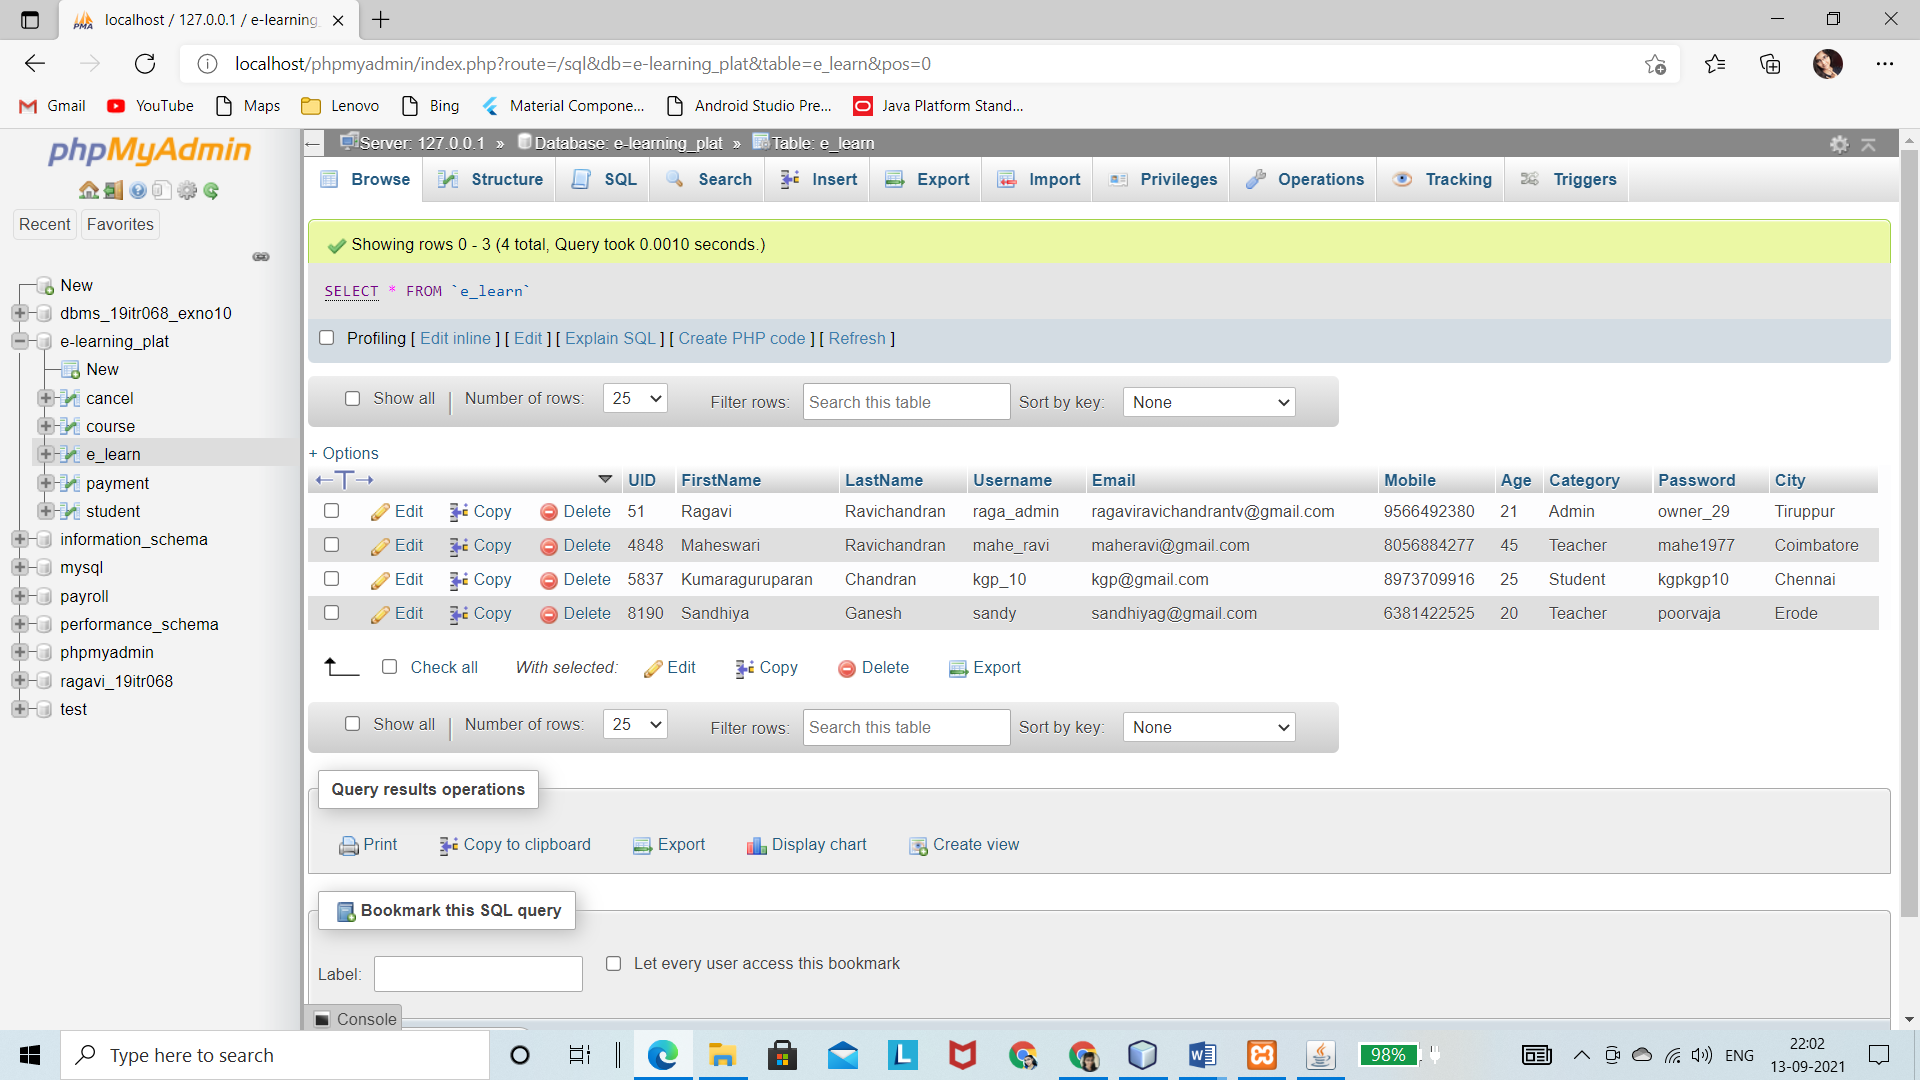 localhost / 127.0.0.1 / e-learning_
localhost/phpmyadmin/index.php?route=/sql&db=e-learning_plat&table=e_learn&pos=0
Gmail YouTube Maps Lenovo Bing Material Compone... Android Studio Pre... Java Platform Stand...
phpMyAdmin
Recent Favorites
New
dbms_19itr068_exno10
e-learning_plat
New
cancel
course
e_learn
payment
student
information_schema
mysql
payroll
performance_schema
phpmyadmin
ragavi_19itr068
test
Server: 127.0.0.1 » Database: e-learning_plat » Table: e_learn
Browse Structure SQL Search Insert Export Import Privileges Operations Tracking Triggers
Showing rows 0 - 3 (4 total, Query took 0.0010 seconds.)
SELECT * FROM `e_learn`
Profiling [ Edit inline ] [ Edit ] [ Explain SQL ] [ Create PHP code ] [ Refresh ]
Show all Number of rows: 25 Filter rows: Search this table Sort by key: None
+ Options
UID FirstName LastName Username Email Mobile Age Category Password City
Edit Copy Delete 51 Ragavi Ravichandran raga_admin ragaviravichandrantv@gmail.com 9566492380 21 Admin owner_29 Tiruppur
Edit Copy Delete 4848 Maheswari Ravichandran mahe_ravi maheravi@gmail.com 8056884277 45 Teacher mahe1977 Coimbatore
Edit Copy Delete 5837 Kumaraguruparan Chandran kgp_10 kgp@gmail.com 8973709916 25 Student kgpkgp10 Chennai
Edit Copy Delete 8190 Sandhiya Ganesh sandy sandhiyag@gmail.com 6381422525 20 Teacher poorvaja Erode
Check all With selected: Edit Copy Delete Export
Show all Number of rows: 25 Filter rows: Search this table Sort by key: None
Query results operations
Print Copy to clipboard Export Display chart Create view
Bookmark this SQL query
Label: Let every user access this bookmark
Console
Type here to search
98%
ENG
22:02
13-09-2021